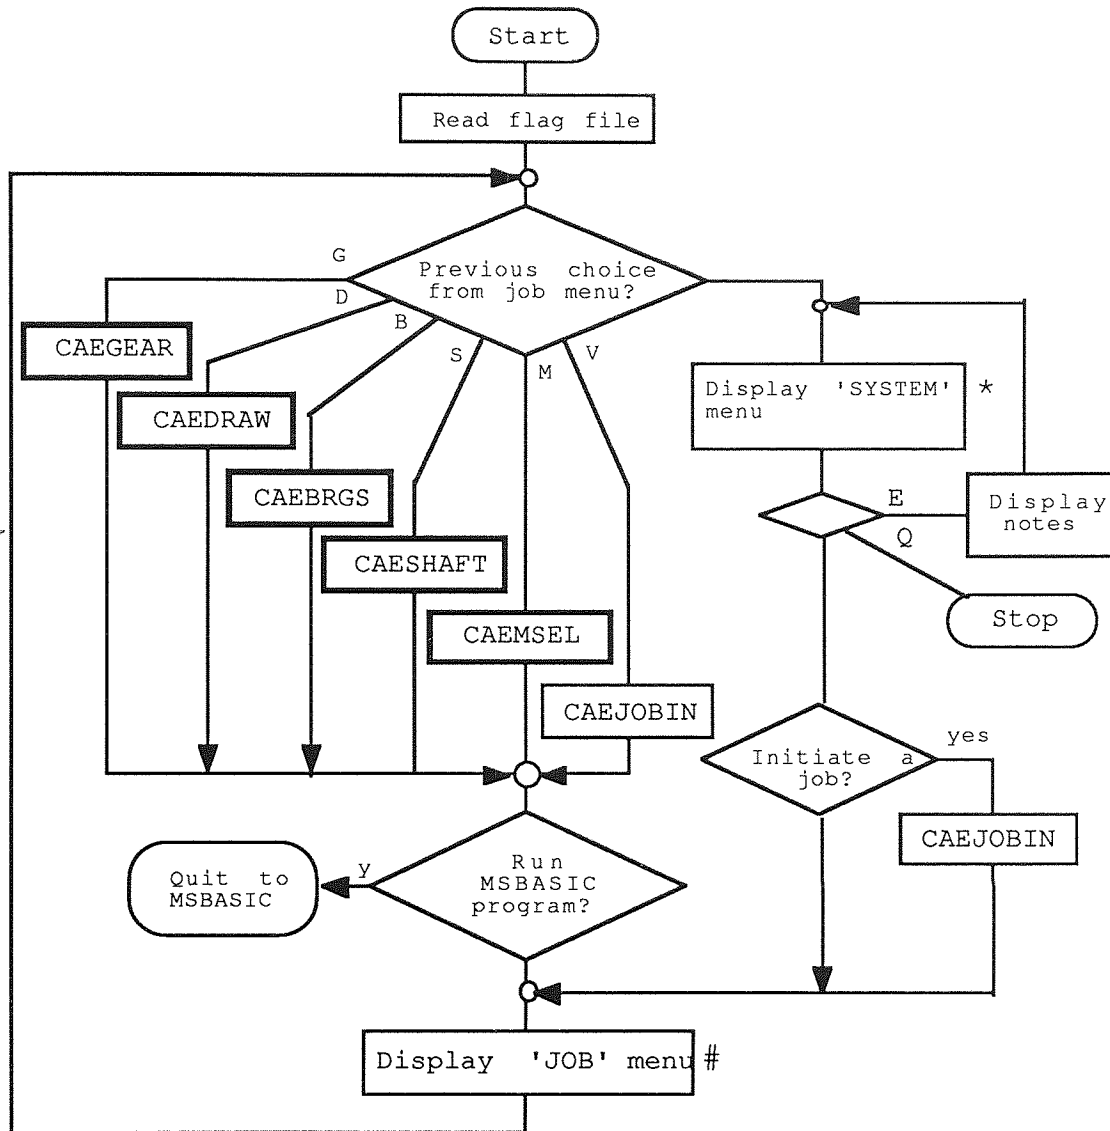 Start
Read flag file
G
Previous choice
from job menu?
D
B
S
M
V
CAEGEAR
CAEDRAW
CAEBRGS
CAESHAFT
CAEMSEL
CAEJOBIN
Display 'SYSTEM' *
menu
E
Q
Display
notes
Stop
Initiate a
job?
yes
CAEJOBIN
Run
MSBASIC
program?
y
Quit to
MSBASIC
Display 'JOB' menu #